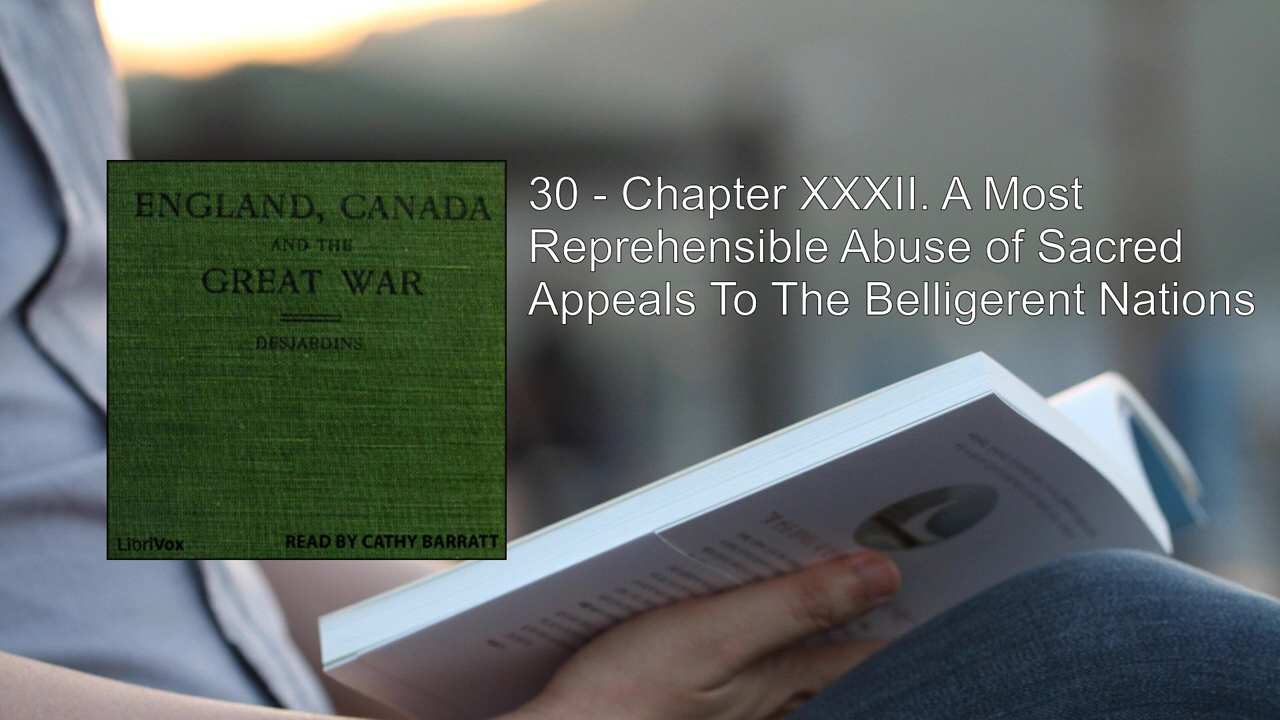 ENGLAND, CANADA
AND THE
GREAT WAR
DESJARDINS
LibriVox
READ BY CATHY BARRATT
30 - Chapter XXXII. A Most
Reprehensible Abuse of Sacred
Appeals To The Belligerent Nations